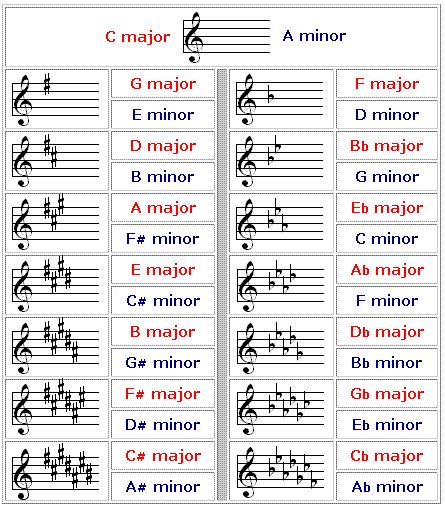 C major A minor
G major F major
E minor D minor
D major Bb major
B minor G minor
A major Eb major
F# minor C minor
E major Ab major
C# minor F minor
B major Db major
G# minor Bb minor
F# major Gb major
D# minor Eb minor
C# major Cb major
A# minor Ab minor